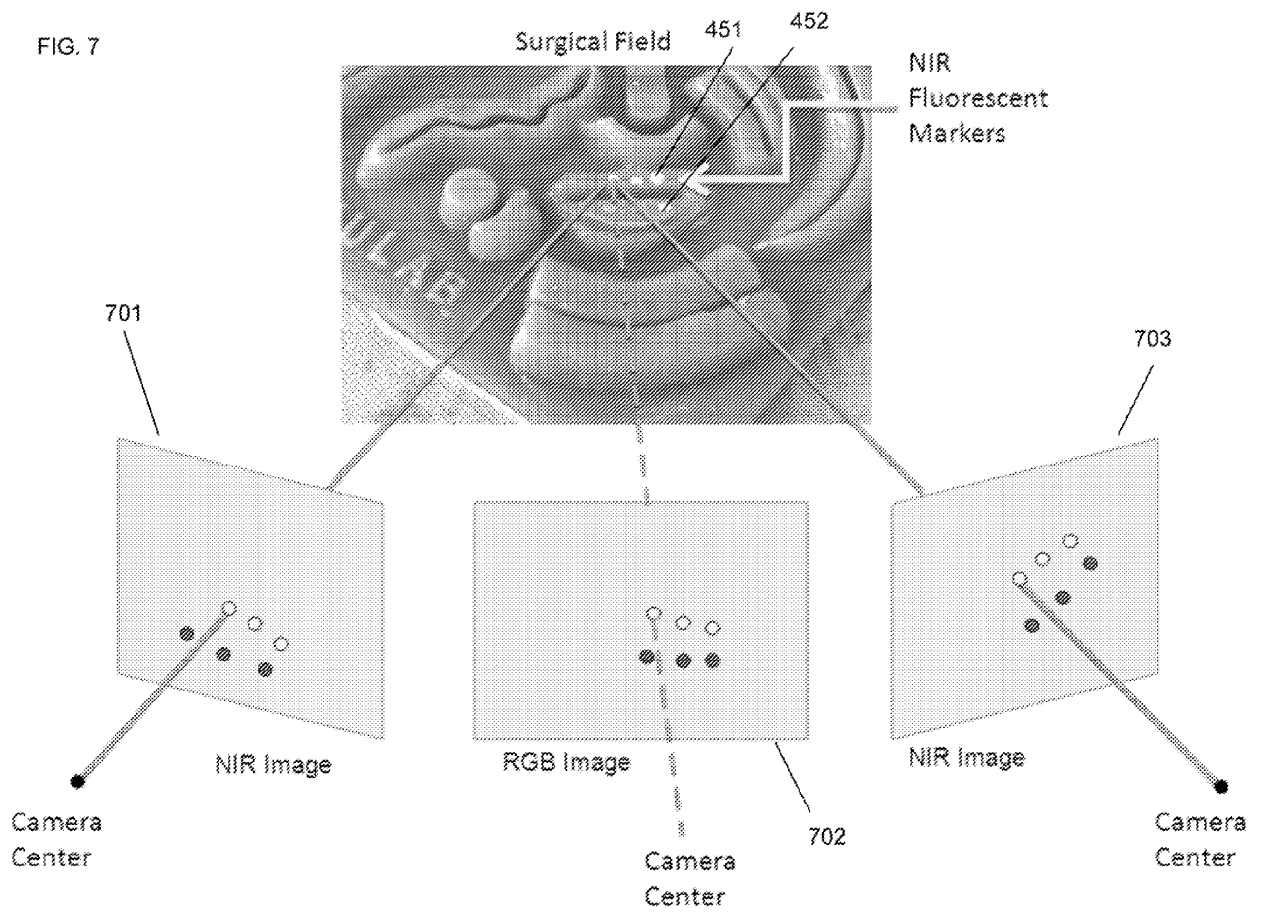 FIG. 7
Surgical Field
451
452
NIR
Fluorescent
Markers
701
703
NIR Image
RGB Image
NIR Image
702
Camera
Center
Camera
Center
Camera
Center